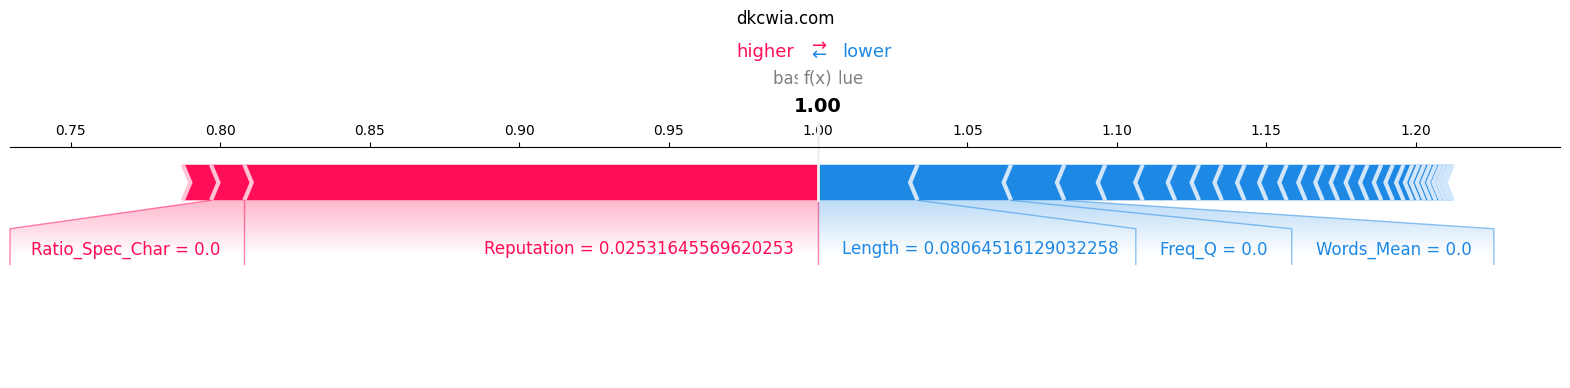 dkcwia.com
higher → ← lower
bas f(x) lue
1.00
0.75 0.80 0.85 0.90 0.95 1.00 1.05 1.10 1.15 1.20
Ratio_Spec_Char = 0.0 Reputation = 0.02531645569620253 Length = 0.08064516129032258 Freq_Q = 0.0 Words_Mean = 0.0